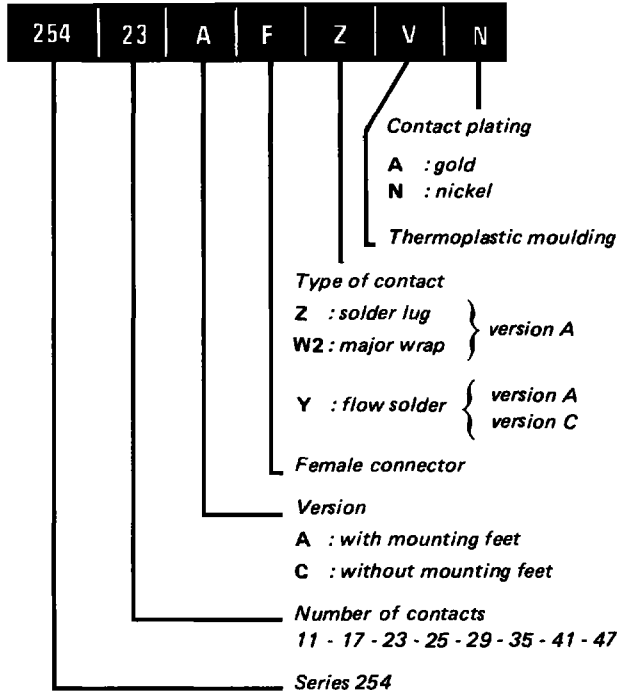 254 23 A F Z V N
Contact plating
A : gold
N : nickel
Thermoplastic moulding
Type of contact
Z : solder lug
W2 : major wrap
version A
Y : flow solder
version A
version C
Female connector
Version
A : with mounting feet
C : without mounting feet
Number of contacts
11 - 17 - 23 - 25 - 29 - 35 - 41 - 47
Series 254